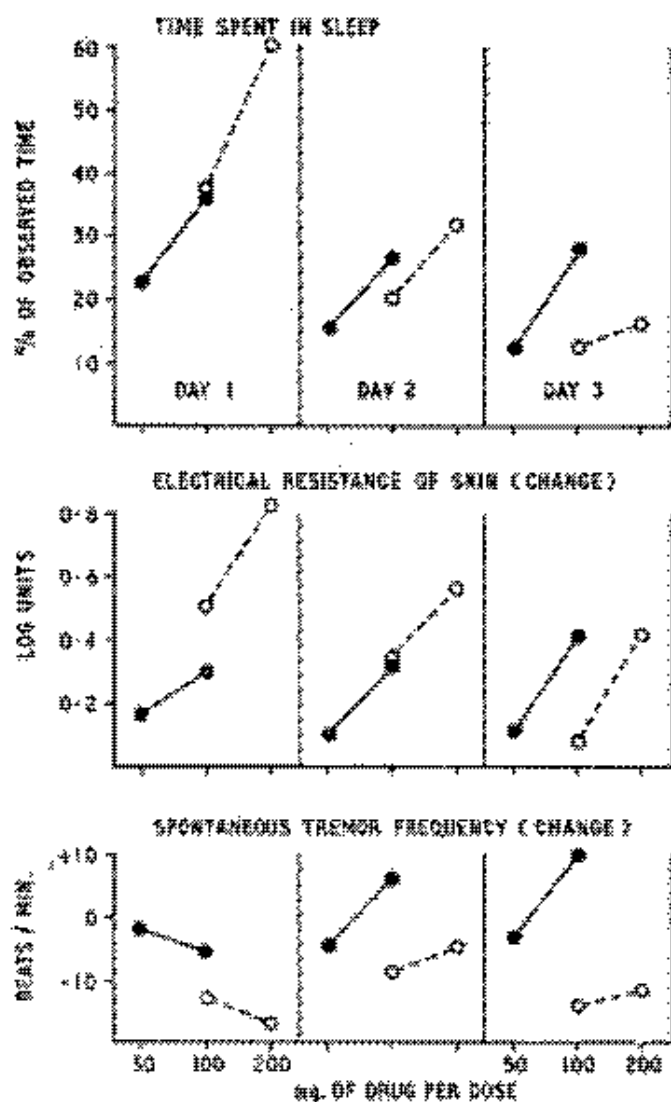 TIME SPENT IN SLEEP
60
50
40
30
20
10
% OF OBSERVED TIME
DAY 1 DAY 2 DAY 3
ELECTRICAL RESISTANCE OF SKIN (CHANGE)
0·8
0·6
0·4
0·2
LOG UNITS
SPONTANEOUS TREMOR FREQUENCY (CHANGE)
+10
0
-10
BEATS / MIN.
50 100 200 50 100 200
mg. OF DRUG PER DOSE